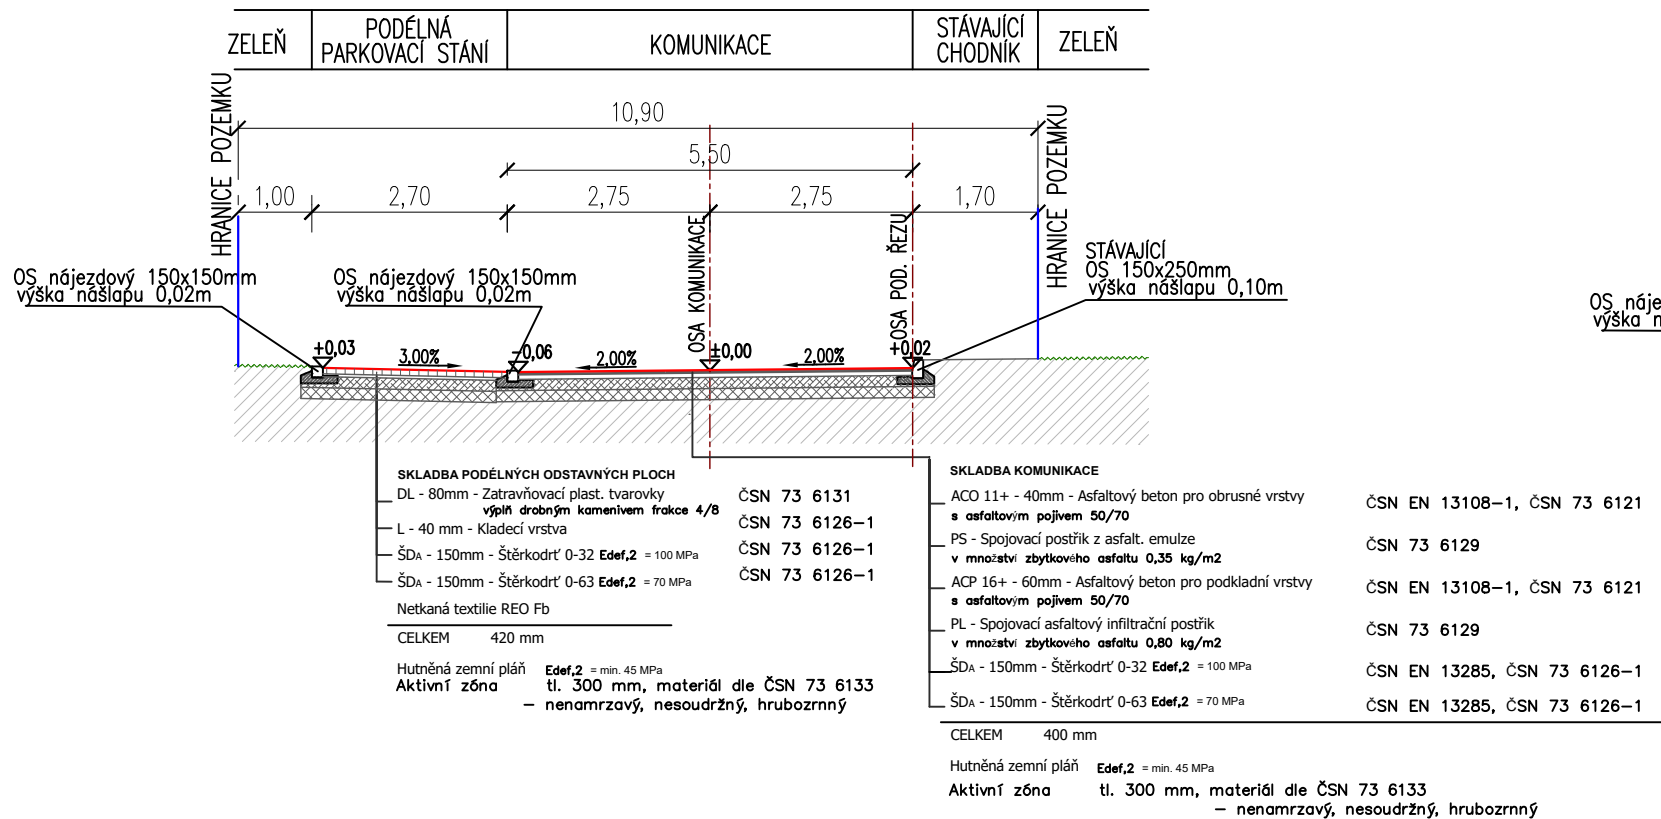 ZELEŇ
PODÉLNÁ
PARKOVACÍ STÁNÍ
KOMUNIKACE
STÁVAJÍCÍ
CHODNÍK
ZELEŇ
10,90
5,50
1,00 2,70 2,75 2,75 1,70
HRANICE POZEMKU
HRANICE POZEMKU
OSA KOMUNIKACE
OSA POD. ŘEZU
OS nájezdový 150x150mm
výška nášlapu 0,02m
OS nájezdový 150x150mm
výška nášlapu 0,02m
STÁVAJÍCÍ
OS 150x250mm
výška nášlapu 0,10m
OS náje
výška n
+0,03 3,00% -0,06 2,00% ±0,00 2,00% +0,02
SKLADBA PODÉLNÝCH ODSTAVNÝCH PLOCH
DL - 80mm - Zatravňovací plast. tvarovky ČSN 73 6131
výplň drobným kamenivem frakce 4/8
L - 40 mm - Kladecí vrstva ČSN 73 6126-1
ŠDA - 150mm - Štěrkodrť 0-32 Edef,2 = 100 MPa ČSN 73 6126-1
ŠDA - 150mm - Štěrkodrť 0-63 Edef,2 = 70 MPa ČSN 73 6126-1
Netkaná textilie REO Fb
CELKEM 420 mm
Hutněná zemní pláň Edef,2 = min. 45 MPa
Aktivní zóna tl. 300 mm, materiál dle ČSN 73 6133
– nenamrzavý, nesoudržný, hrubozrnný
SKLADBA KOMUNIKACE
ACO 11+ - 40mm - Asfaltový beton pro obrusné vrstvy ČSN EN 13108-1, ČSN 73 6121
s asfaltovým pojivem 50/70
PS - Spojovací postřik z asfalt. emulze ČSN 73 6129
v množství zbytkového asfaltu 0,35 kg/m2
ACP 16+ - 60mm - Asfaltový beton pro podkladní vrstvy ČSN EN 13108-1, ČSN 73 6121
s asfaltovým pojivem 50/70
PL - Spojovací asfaltový infiltrační postřik ČSN 73 6129
v množství zbytkového asfaltu 0,80 kg/m2
ŠDA - 150mm - Štěrkodrť 0-32 Edef,2 = 100 MPa ČSN EN 13285, ČSN 73 6126-1
ŠDA - 150mm - Štěrkodrť 0-63 Edef,2 = 70 MPa ČSN EN 13285, ČSN 73 6126-1
CELKEM 400 mm
Hutněná zemní pláň Edef,2 = min. 45 MPa
Aktivní zóna tl. 300 mm, materiál dle ČSN 73 6133
– nenamrzavý, nesoudržný, hrubozrnný